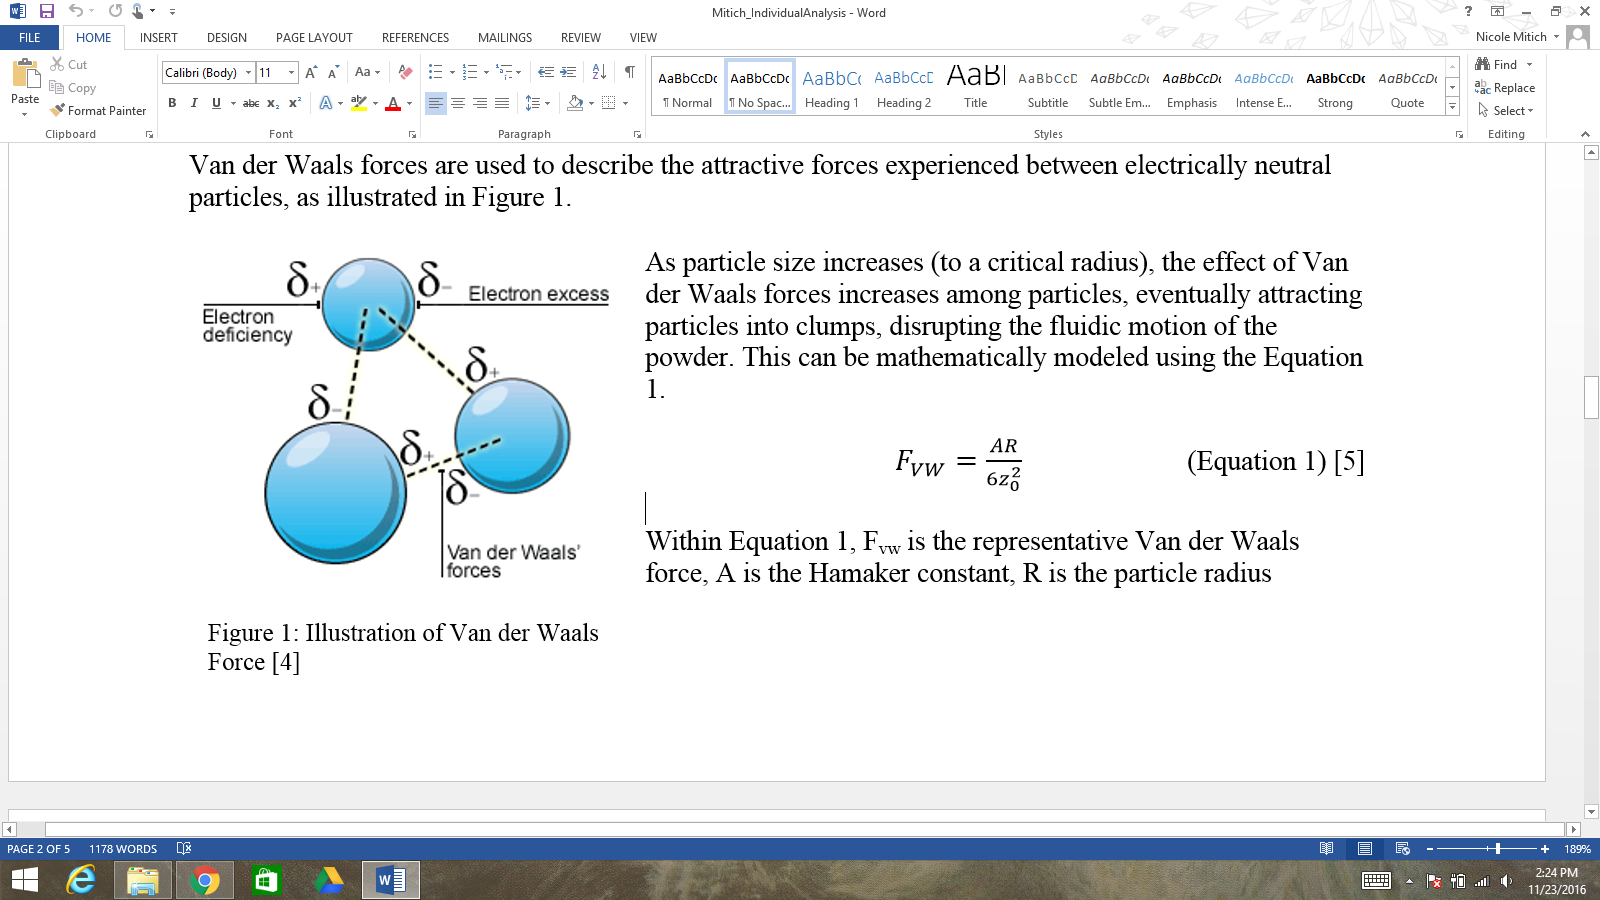 Mitich_IndividualAnalysis - Word
FILE HOME INSERT DESIGN PAGE LAYOUT REFERENCES MAILINGS REVIEW VIEW Nicole Mitich
Paste
Cut
Copy
Format Painter
Clipboard
Calibri (Body) 11
Font
Paragraph
AaBbCcDc AaBbCcDc AaBbCc AaBbCcD AaBl AaBbCcD AaBbCcDc AaBbCcDc AaBbCcDc AaBbCcDc AaBbCcDc
¶ Normal ¶ No Spac... Heading 1 Heading 2 Title Subtitle Subtle Em... Emphasis Intense E... Strong Quote
Styles
Find
Replace
Select
Editing
Van der Waals forces are used to describe the attractive forces experienced between electrically neutral
particles, as illustrated in Figure 1.
δ+ δ- Electron excess
Electron
deficiency
δ+
δ-
δ+
δ-
Van der Waals'
forces
Figure 1: Illustration of Van der Waals
Force [4]
As particle size increases (to a critical radius), the effect of Van
der Waals forces increases among particles, eventually attracting
particles into clumps, disrupting the fluidic motion of the
powder. This can be mathematically modeled using the Equation
1.
F_VW = AR / 6z_0^2 (Equation 1) [5]
Within Equation 1, Fvw is the representative Van der Waals
force, A is the Hamaker constant, R is the particle radius
PAGE 2 OF 5 1178 WORDS 189%
2:24 PM
11/23/2016